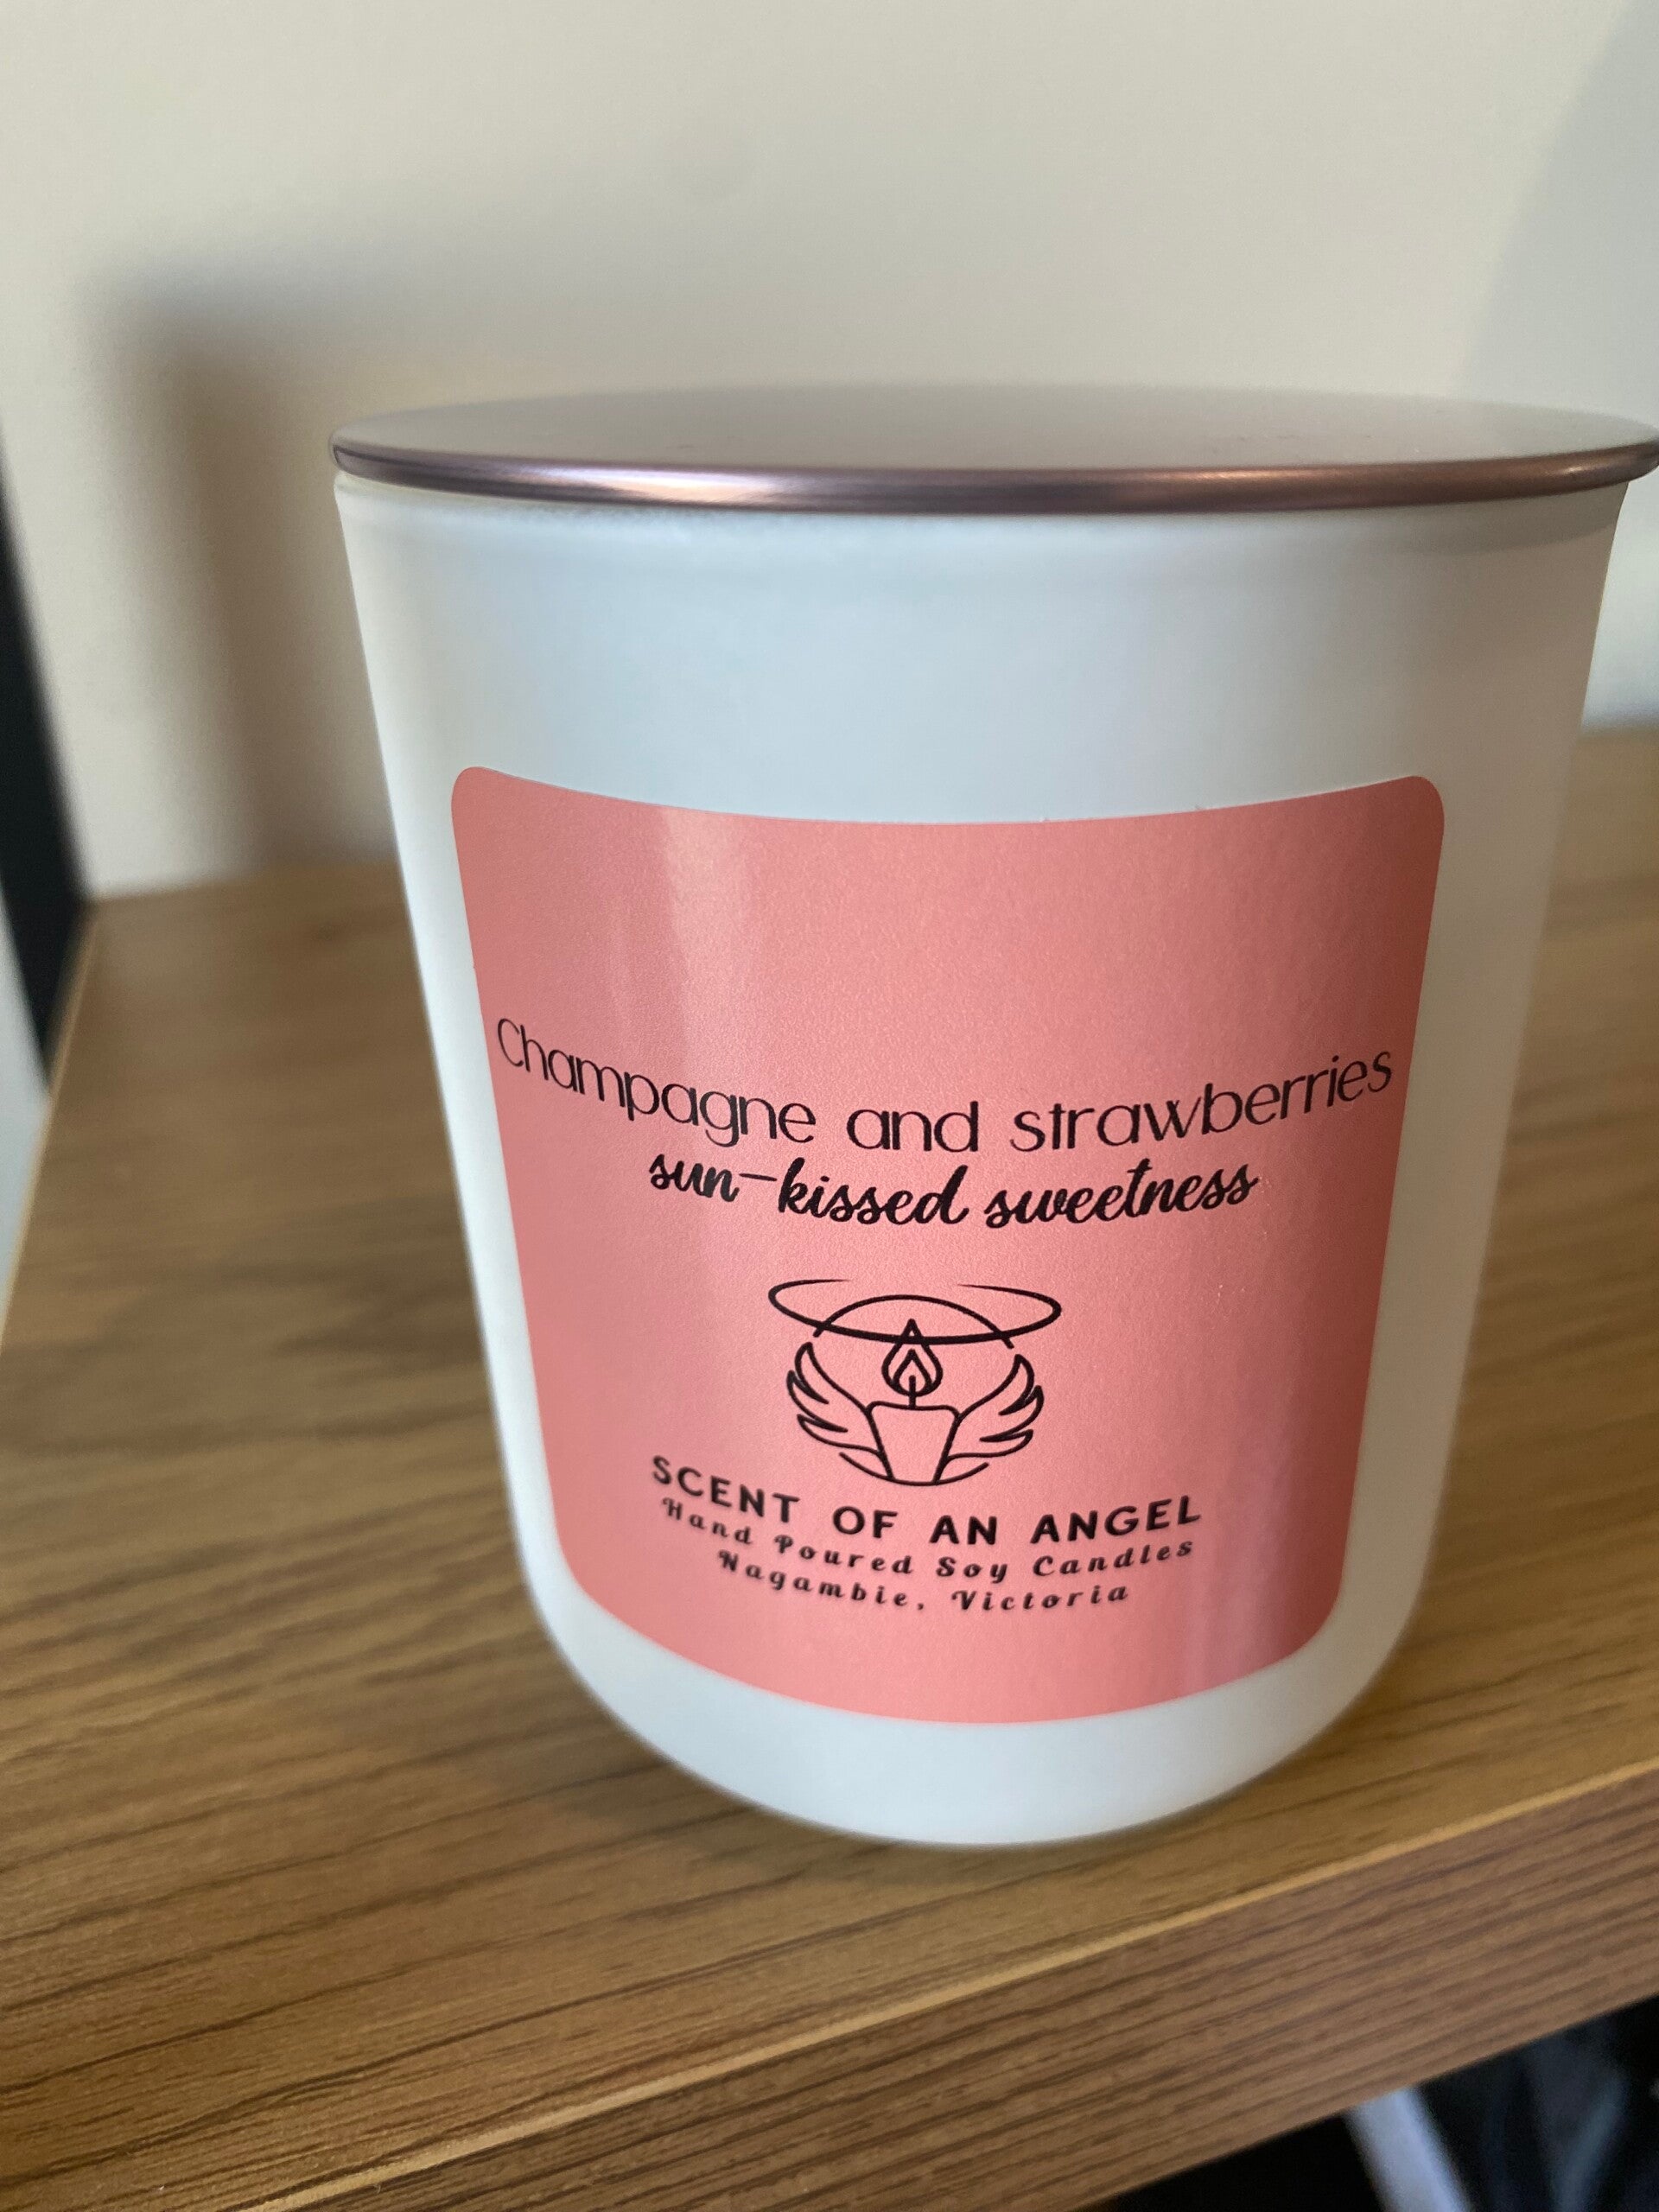 Champagne and strawberries
sun-kissed sweetness
SCENT OF AN ANGEL
Hand Poured Soy Candles
Nagambie, Victoria